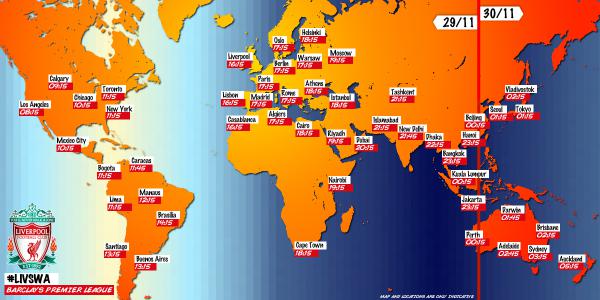 29/11
30/11
Helsinki
18:15
Oslo
17:15
Liverpool
16:15
Berlin
17:15
Warsaw
17:15
Moscow
19:15
Calgary
09:15
Toronto
11:15
Chicago
10:15
Paris
17:15
Athens
18:15
Tashkent
21:15
Vladivostok
02:15
Los Angeles
08:15
New York
11:15
Lisbon
16:15
Madrid
17:15
Rome
17:15
Istanbul
18:15
Seoul
01:15
Tokyo
01:15
Casablanca
16:15
Algiers
17:15
Cairo
18:15
Islamabad
21:15
Beijing
00:15
Mexico City
10:15
Riyadh
19:15
Dubai
20:15
New Delhi
21:45
Dhaka
22:15
Hanoi
23:15
Bangkok
23:15
Bogota
11:15
Caracas
11:45
Kuala Lumpur
00:15
Nairobi
19:15
Lima
11:15
Manaus
12:15
Jakarta
23:15
Brasilia
14:15
Darwin
01:45
Brisbane
02:15
Santiago
13:15
Buenos Aires
13:15
Cape Town
18:15
Perth
00:15
Adelaide
02:45
Sydney
03:15
Auckland
05:15
LIVERPOOL
FOOTBALL CLUB
#LIVSWA
BARCLAYS PREMIER LEAGUE
MAP AND LOCATIONS ARE ONLY INDICATIVE